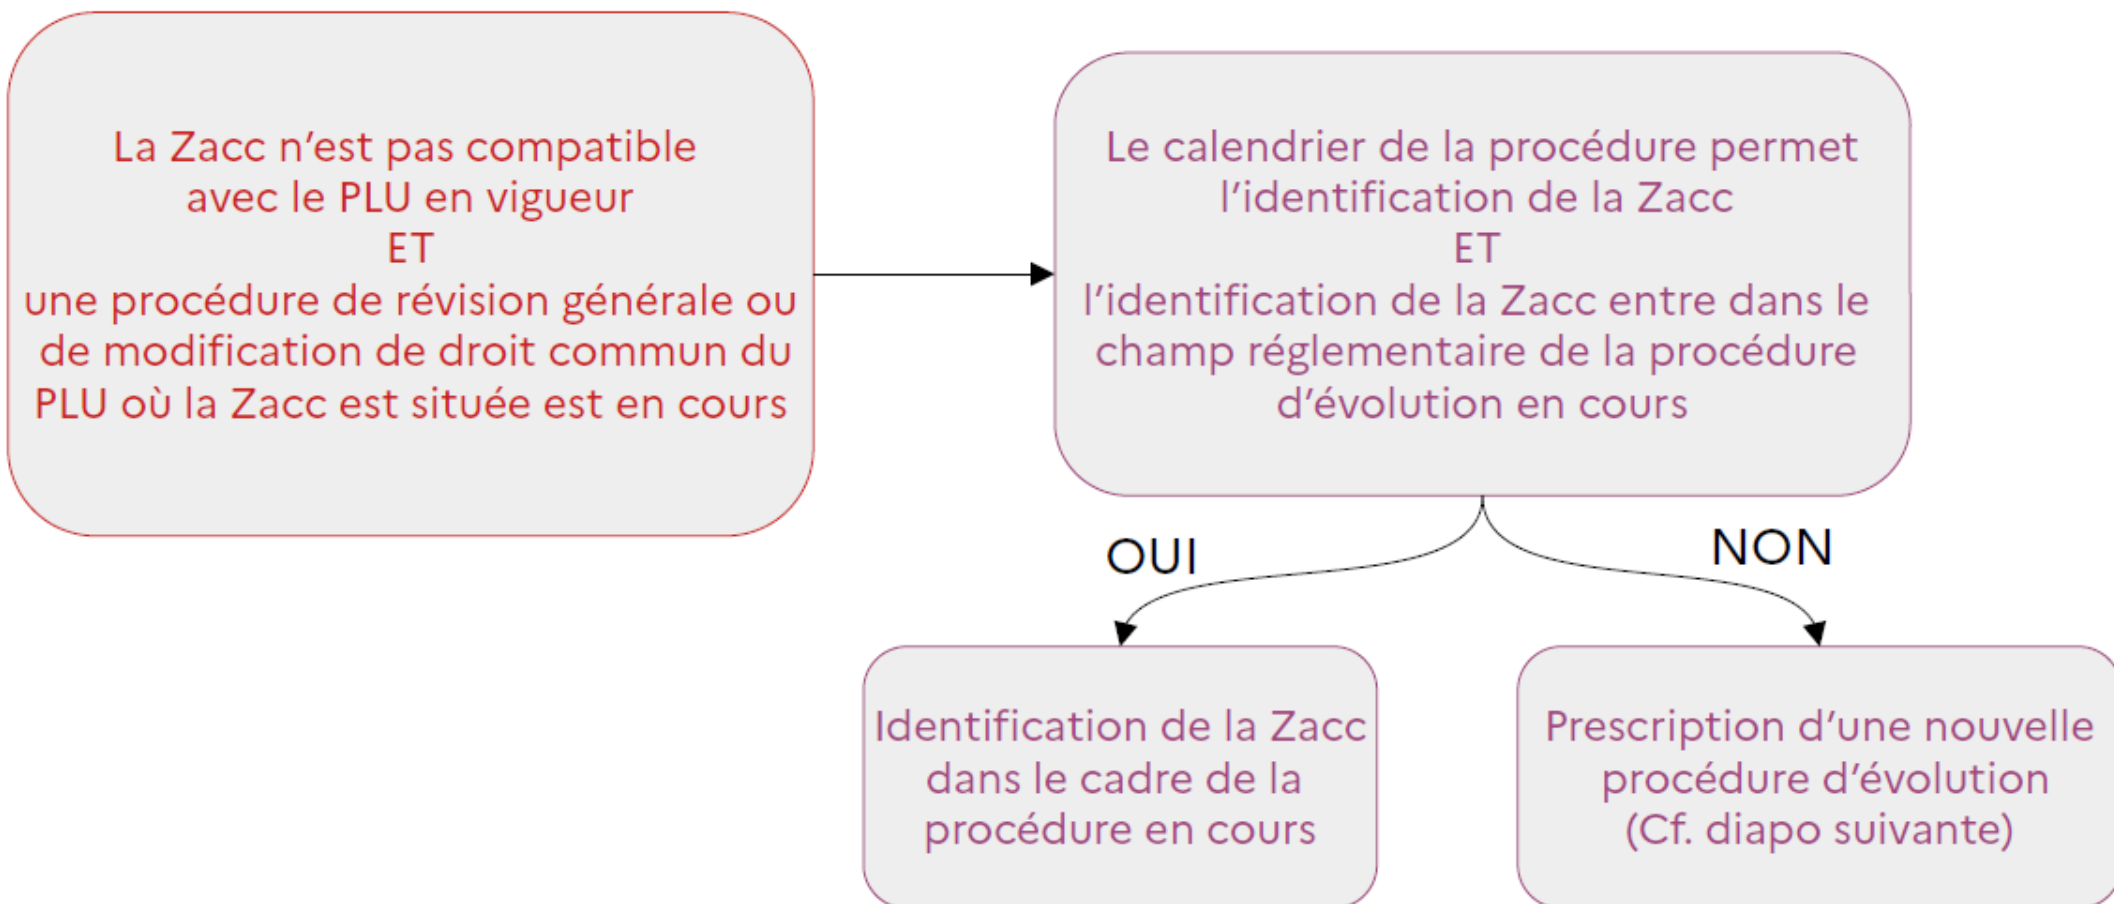 La Zacc n’est pas compatible
avec le PLU en vigueur
ET
une procédure de révision générale ou
de modification de droit commun du
PLU où la Zacc est située est en cours
Le calendrier de la procédure permet
l’identification de la Zacc
ET
l’identification de la Zacc entre dans le
champ réglementaire de la procédure
d’évolution en cours
OUI
NON
Identification de la Zacc
dans le cadre de la
procédure en cours
Prescription d’une nouvelle
procédure d’évolution
(Cf. diapo suivante)